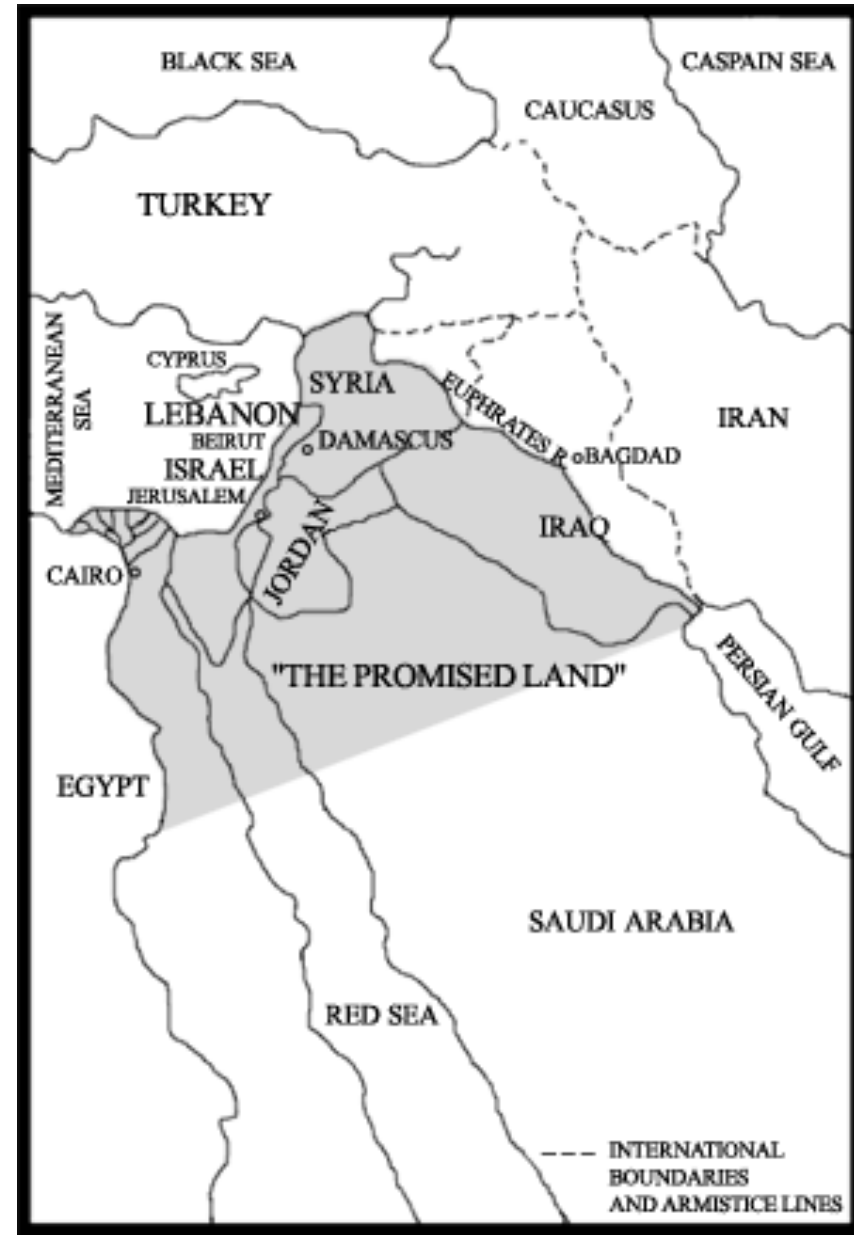 BLACK SEA
CASPAIN SEA
CAUCASUS
TURKEY
MEDITERRANEAN
SEA
CYPRUS
SYRIA
LEBANON
BEIRUT
DAMASCUS
EUPHRATES R.
IRAN
ISRAEL
BAGDAD
JERUSALEM
JORDAN
IRAQ
CAIRO
"THE PROMISED LAND"
PERSIAN GULF
EGYPT
SAUDI ARABIA
RED SEA
INTERNATIONAL
BOUNDARIES
AND ARMISTICE LINES